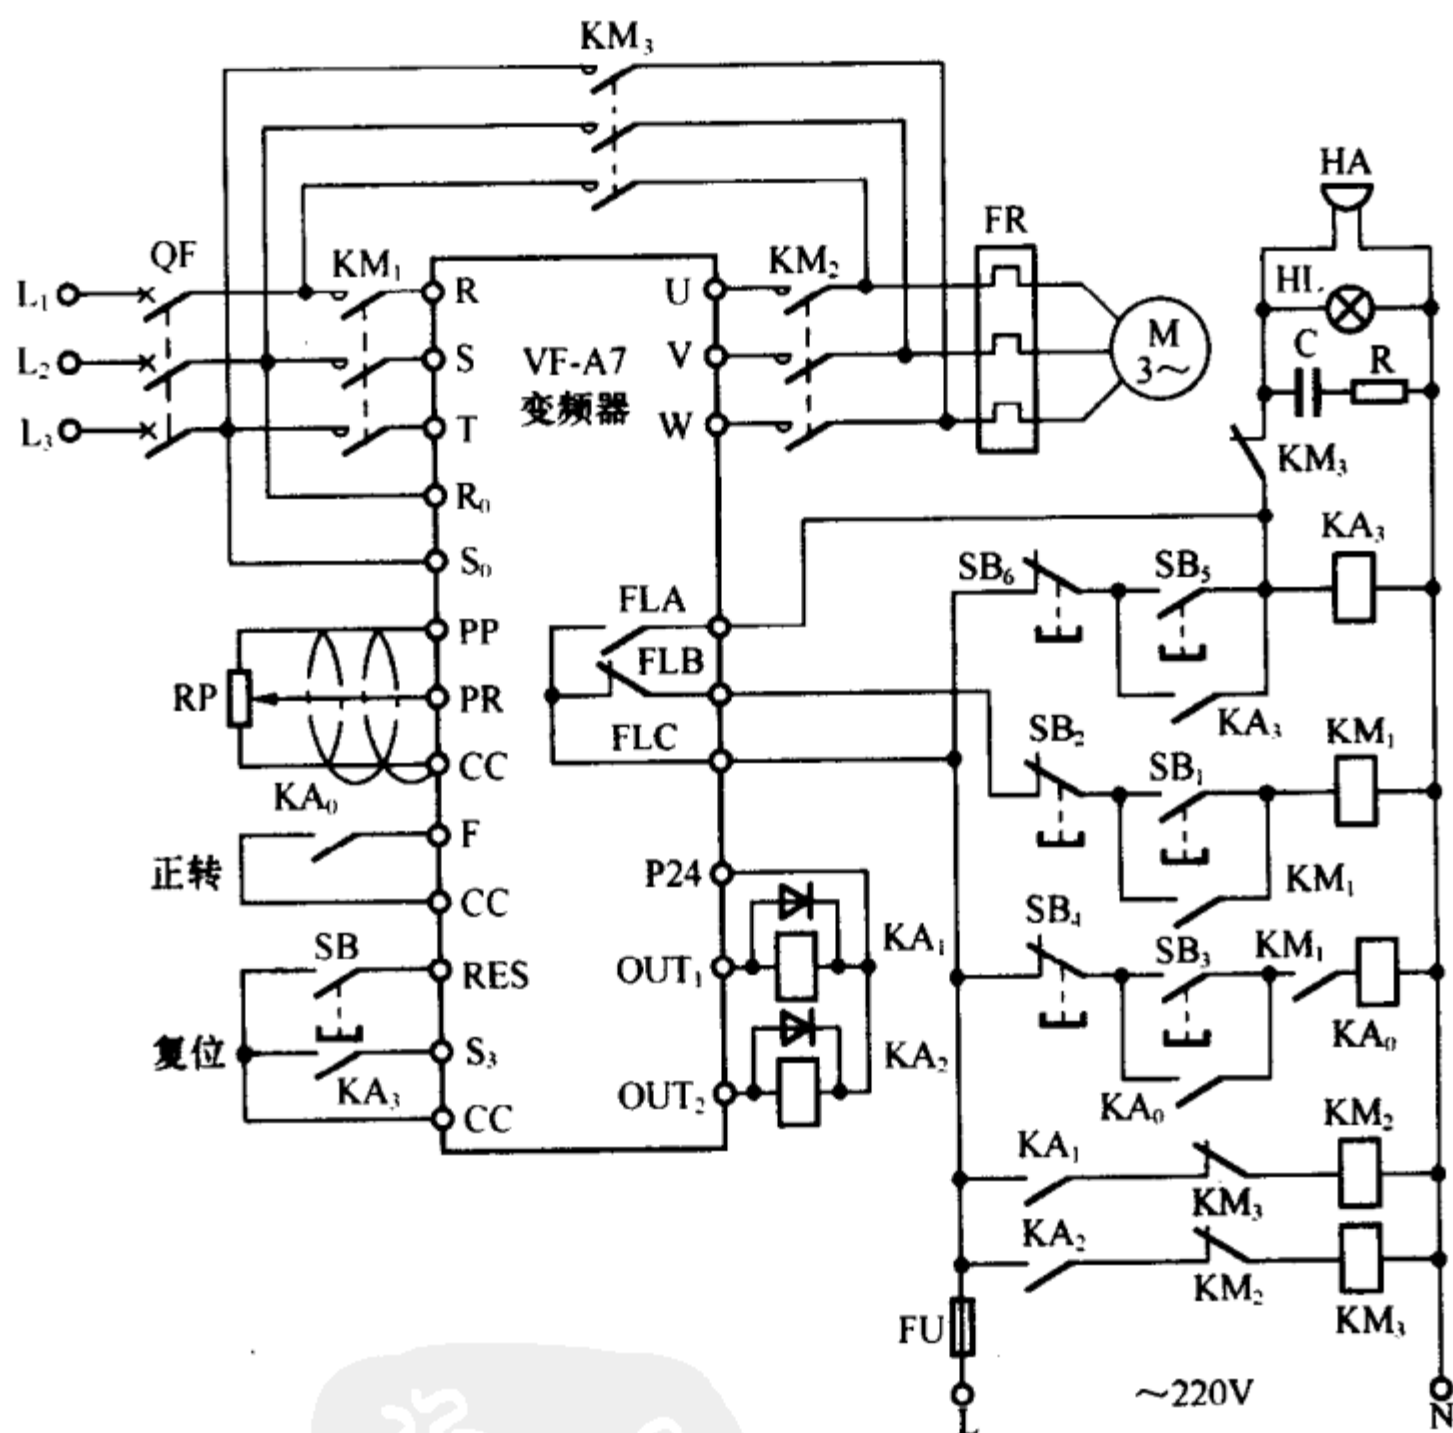 KM₃
HA
QF
KM₁
KM₂
FR
HL
L₁
R
U
C
R
L₂
S
VF-A7
变频器
V
M
3～
L₃
T
W
KM₃
R₀
S₀
SB₆
SB₅
KA₃
FLA
PP
FLB
RP
PR
KA₃
FLC
SB₂
SB₁
KM₁
CC
KA₀
F
正转
P24
KM₁
CC
SB₄
SB₃
KM₁
KA₁
SB
RES
OUT₁
KA₀
复位
S₃
KA₂
KA₃
OUT₂
KA₀
KM₂
CC
KA₁
KM₃
KA₂
KM₂
KM₃
FU
～220V
L
N